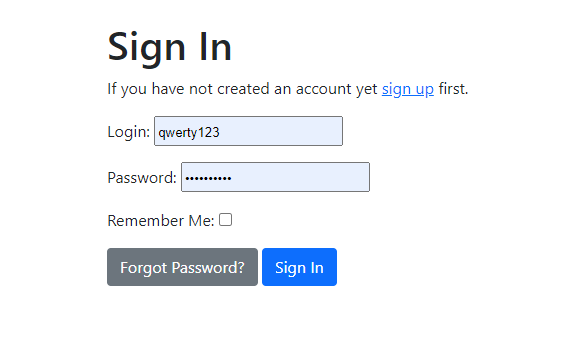 Sign In
If you have not created an account yet sign up first.
Login: qwerty123
Password: ••••••••••
Remember Me:
Forgot Password? Sign In